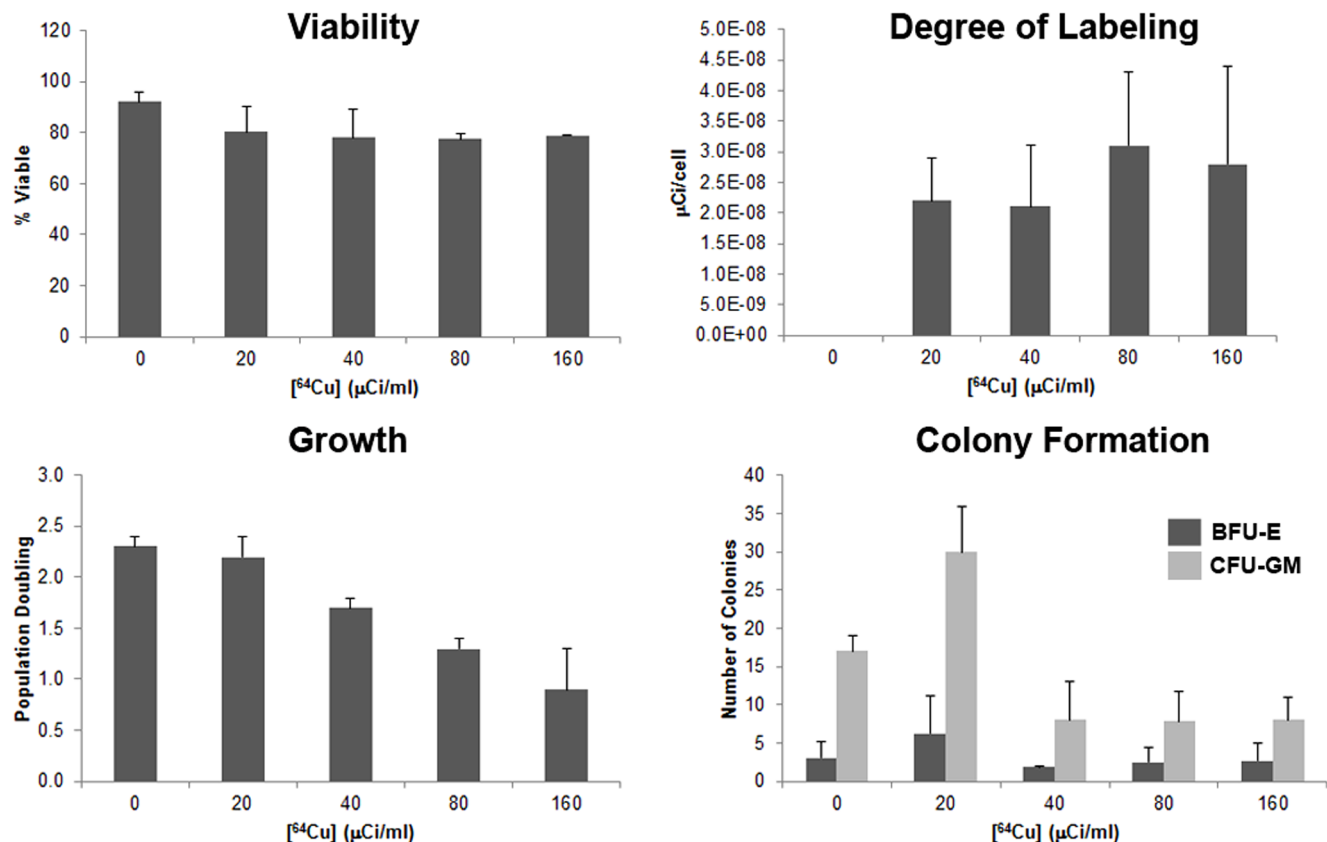 Viability
120
100
80
60
40
20
0
% Viable
0 20 40 80 160
[⁶⁴Cu] (μCi/ml)
Degree of Labeling
5.0E-08
4.5E-08
4.0E-08
3.5E-08
3.0E-08
2.5E-08
2.0E-08
1.5E-08
1.0E-08
5.0E-09
0.0E+00
μCi/cell
0 20 40 80 160
[⁶⁴Cu] (μCi/ml)
Growth
3.0
2.5
2.0
1.5
1.0
0.5
0.0
Population Doubling
0 20 40 80 160
[⁶⁴Cu] (μCi/ml)
Colony Formation
40
35
30
25
20
15
10
5
0
Number of Colonies
BFU-E
CFU-GM
0 20 40 80 160
[⁶⁴Cu] (μCi/ml)